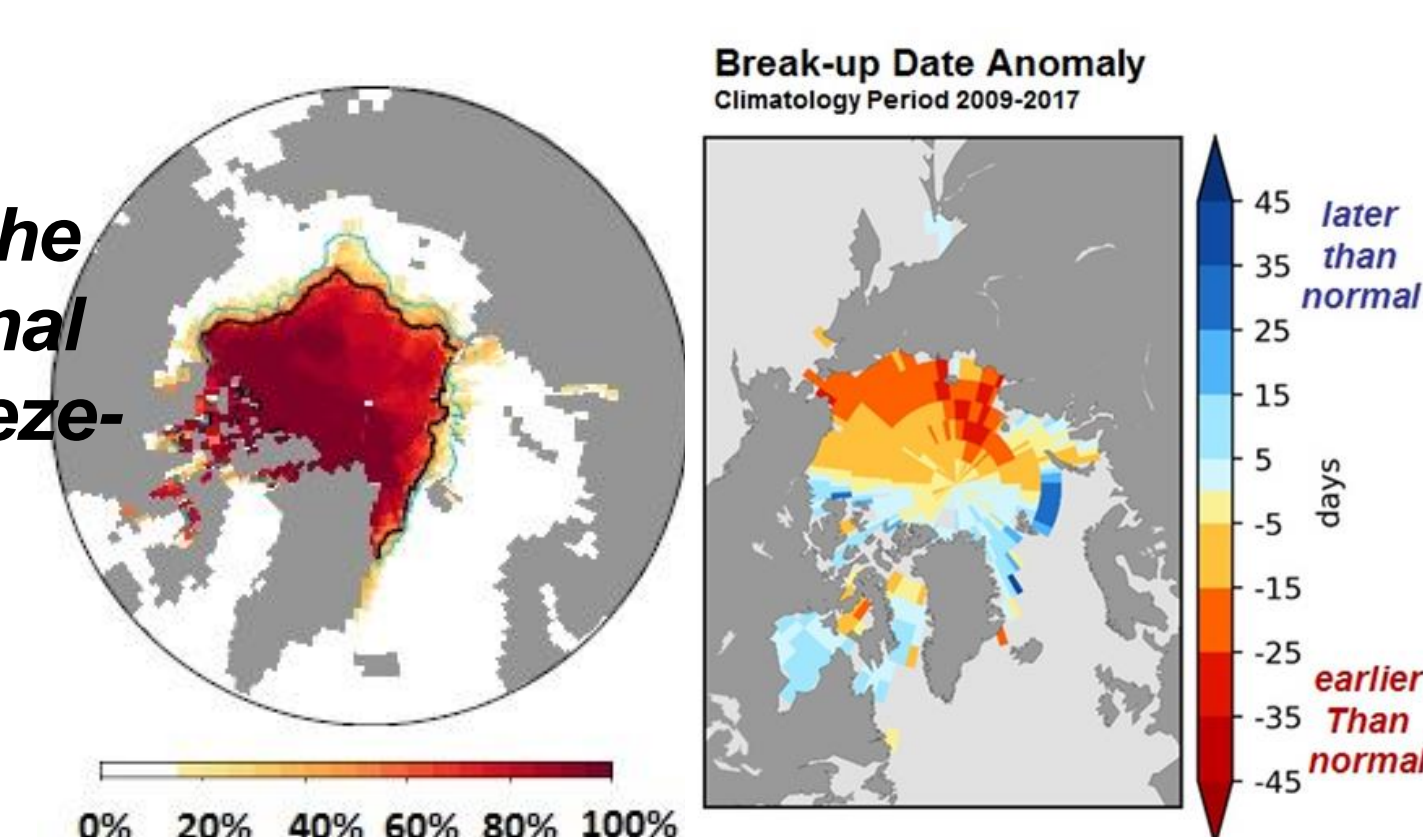 he
nal
eze-
0% 20% 40% 60% 80% 100%
Break-up Date Anomaly
Climatology Period 2009-2017
45
35
25
15
5
-5
-15
-25
-35
-45
days
later
than
normal
earlier
Than
normal